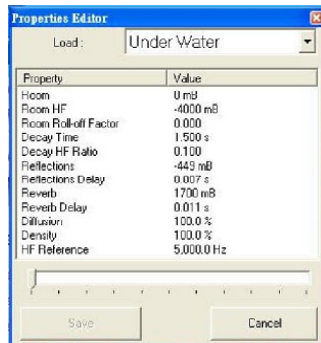 Properties Editor
Load : Under Water
Property Value
Room 0 mB
Room HF -4000 mB
Room Roll-off Factor 0.000
Decay Time 1.500 s
Decay HF Ratio 0.100
Reflections -449 mB
Reflections Delay 0.007 s
Reverb 1700 mB
Reverb Delay 0.011 s
Diffusion 100.0 %
Density 100.0 %
HF Reference 5,000.0 Hz
Save Cancel